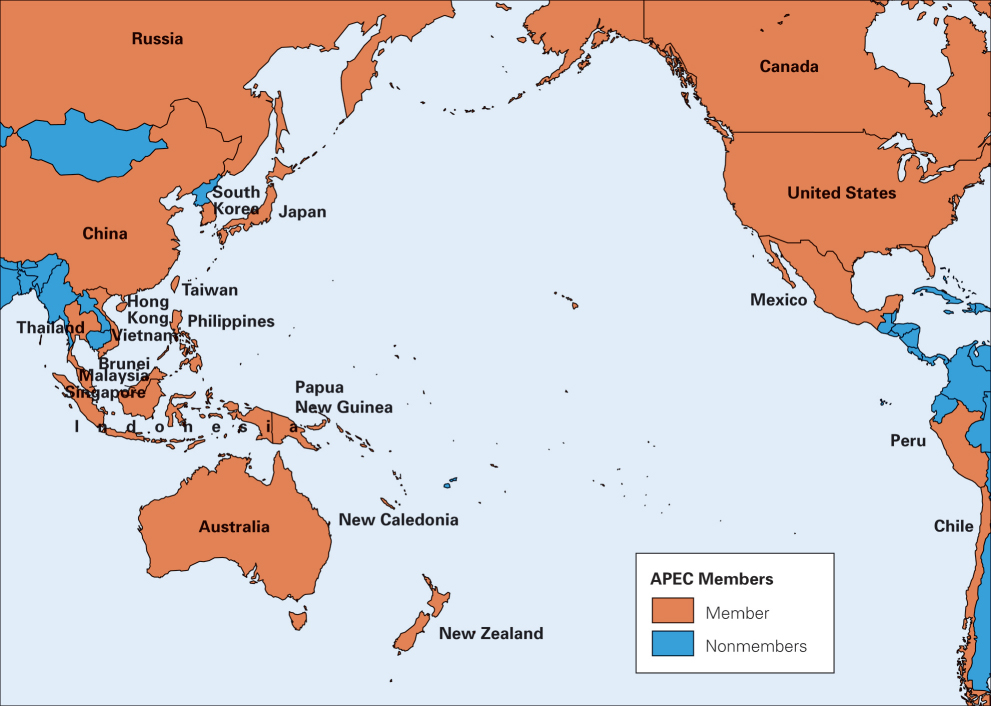 Russia
Canada
South
Korea
Japan
United States
China
Taiwan
Hong
Kong
Mexico
Philippines
Thailand
Vietnam
Brunei
Malaysia
Singapore
Papua
New Guinea
Indonesia
Peru
New Caledonia
Australia
Chile
APEC Members
Member
New Zealand
Nonmembers